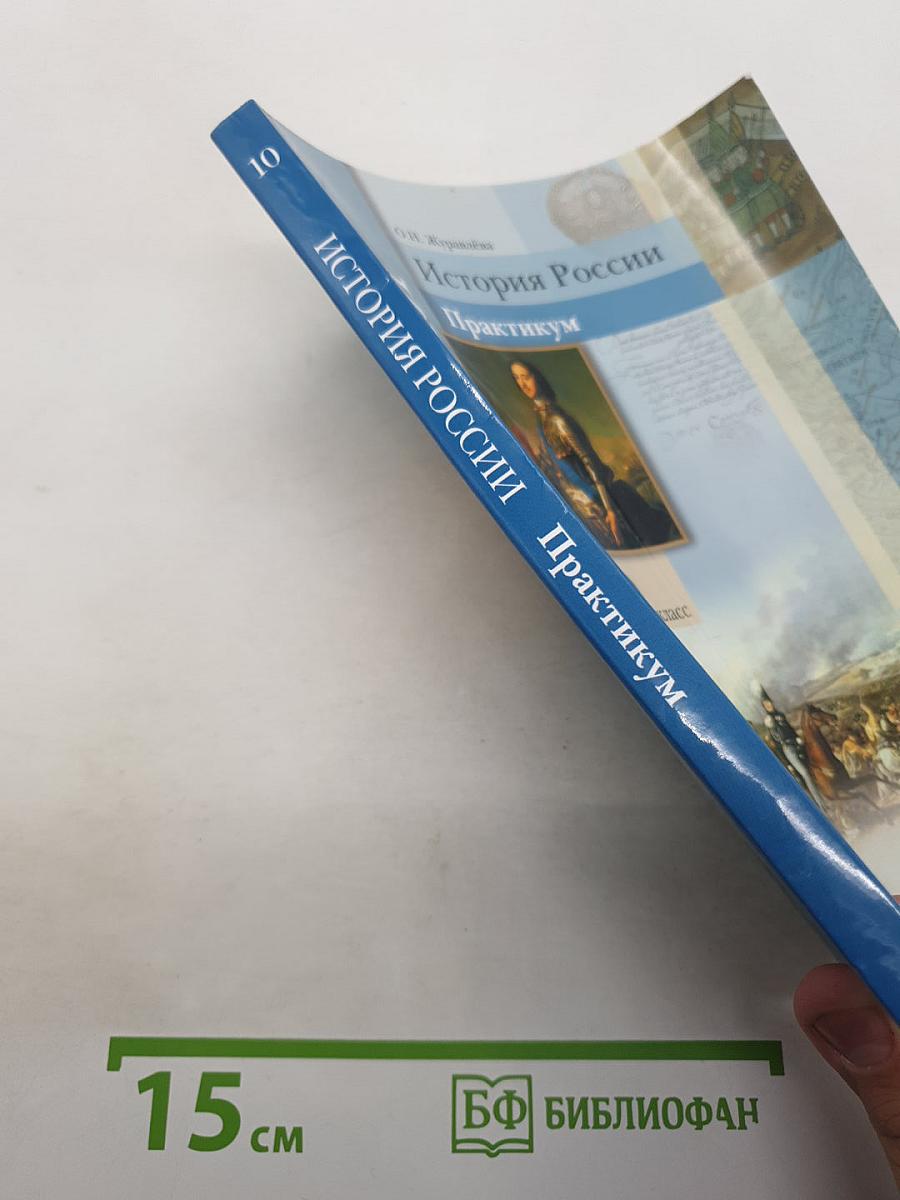 10
ИСТОРИЯ РОССИИ
Практикум
О.Н. Журавлёва
История России
Практикум
класс
15 см
БФ БИБЛИОФАН